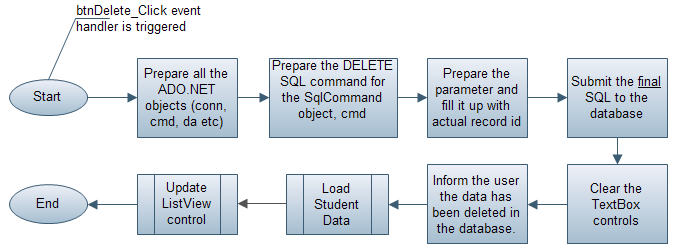 btnDelete_Click event
handler is triggered
Start
Prepare all the
ADO.NET
objects (conn,
cmd, da etc)
Prepare the DELETE
SQL command for
the SqlCommand
object, cmd
Prepare the
parameter and
fill it up with
actual record id
Submit the final
SQL to the
database
Clear the
TextBox
controls
Inform the user
the data has
been deleted in
the database.
Load
Student
Data
Update
ListView
control
End